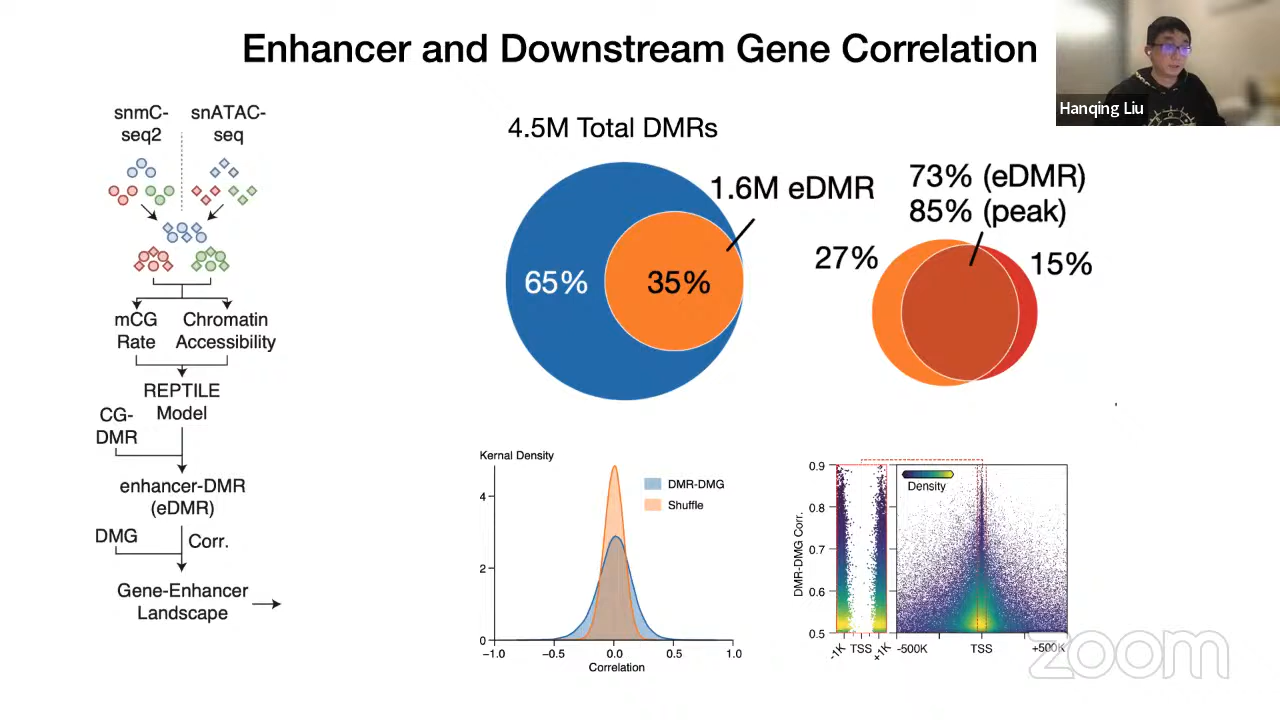 Enhancer and Downstream Gene Correlation
Hanqing Liu
snmC-
seq2
snATAC-
seq
mCG
Rate
Chromatin
Accessibility
REPTILE
Model
CG-
DMR
enhancer-DMR
(eDMR)
DMG
Corr.
Gene-Enhancer
Landscape
4.5M Total DMRs
1.6M eDMR
65%
35%
73% (eDMR)
85% (peak)
27%
15%
Kernal Density
4
2
0
DMR-DMG
Shuffle
−1.0
−0.5
0.0
0.5
1.0
Correlation
DMR-DMG Corr.
0.9
0.8
0.7
0.6
0.5
Density
-1K
TSS
+1K
-500K
TSS
+500K
zoom